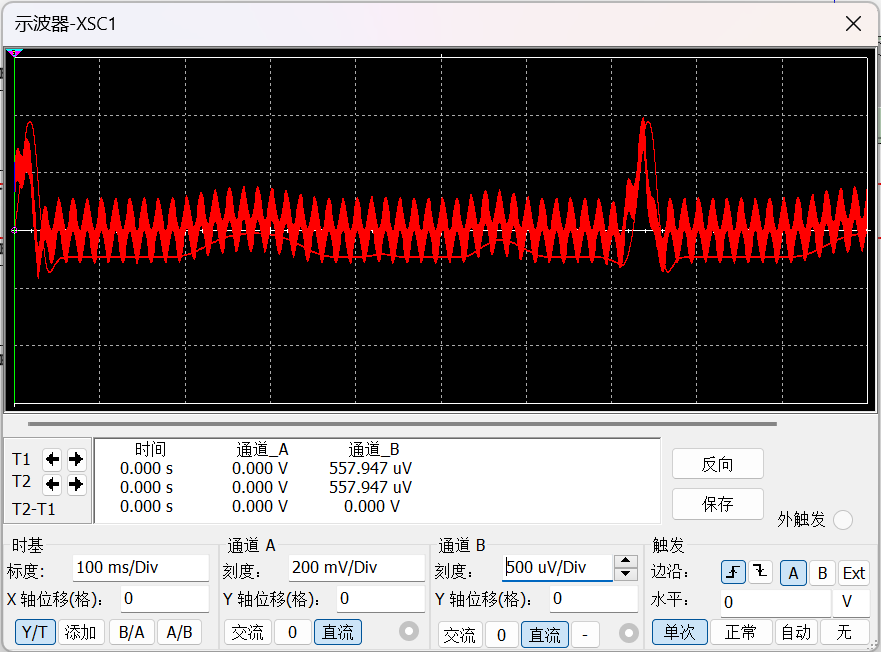 示波器-XSC1
时间 通道_A 通道_B
T1 0.000 s 0.000 V 557.947 uV
T2 0.000 s 0.000 V 557.947 uV
T2-T1 0.000 s 0.000 V 0.000 V
反向
保存
外触发
时基
标度: 100 ms/Div
X 轴位移(格): 0
Y/T 添加 B/A A/B
通道 A
刻度: 200 mV/Div
Y 轴位移(格): 0
交流 0 直流
通道 B
刻度: 500 uV/Div
Y 轴位移(格): 0
交流 0 直流 -
触发
边沿: A B Ext
水平: 0 V
单次 正常 自动 无